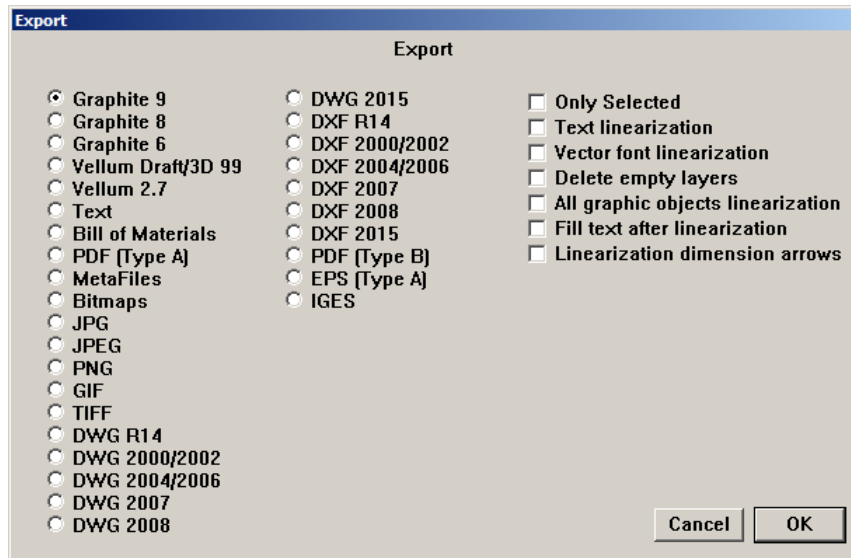 Export
Export
Graphite 9
Graphite 8
Graphite 6
Vellum Draft/3D 99
Vellum 2.7
Text
Bill of Materials
PDF (Type A)
MetaFiles
Bitmaps
JPG
JPEG
PNG
GIF
TIFF
DWG R14
DWG 2000/2002
DWG 2004/2006
DWG 2007
DWG 2008
DWG 2015
DXF R14
DXF 2000/2002
DXF 2004/2006
DXF 2007
DXF 2008
DXF 2015
PDF (Type B)
EPS (Type A)
IGES
Only Selected
Text linearization
Vector font linearization
Delete empty layers
All graphic objects linearization
Fill text after linearization
Linearization dimension arrows
Cancel
OK